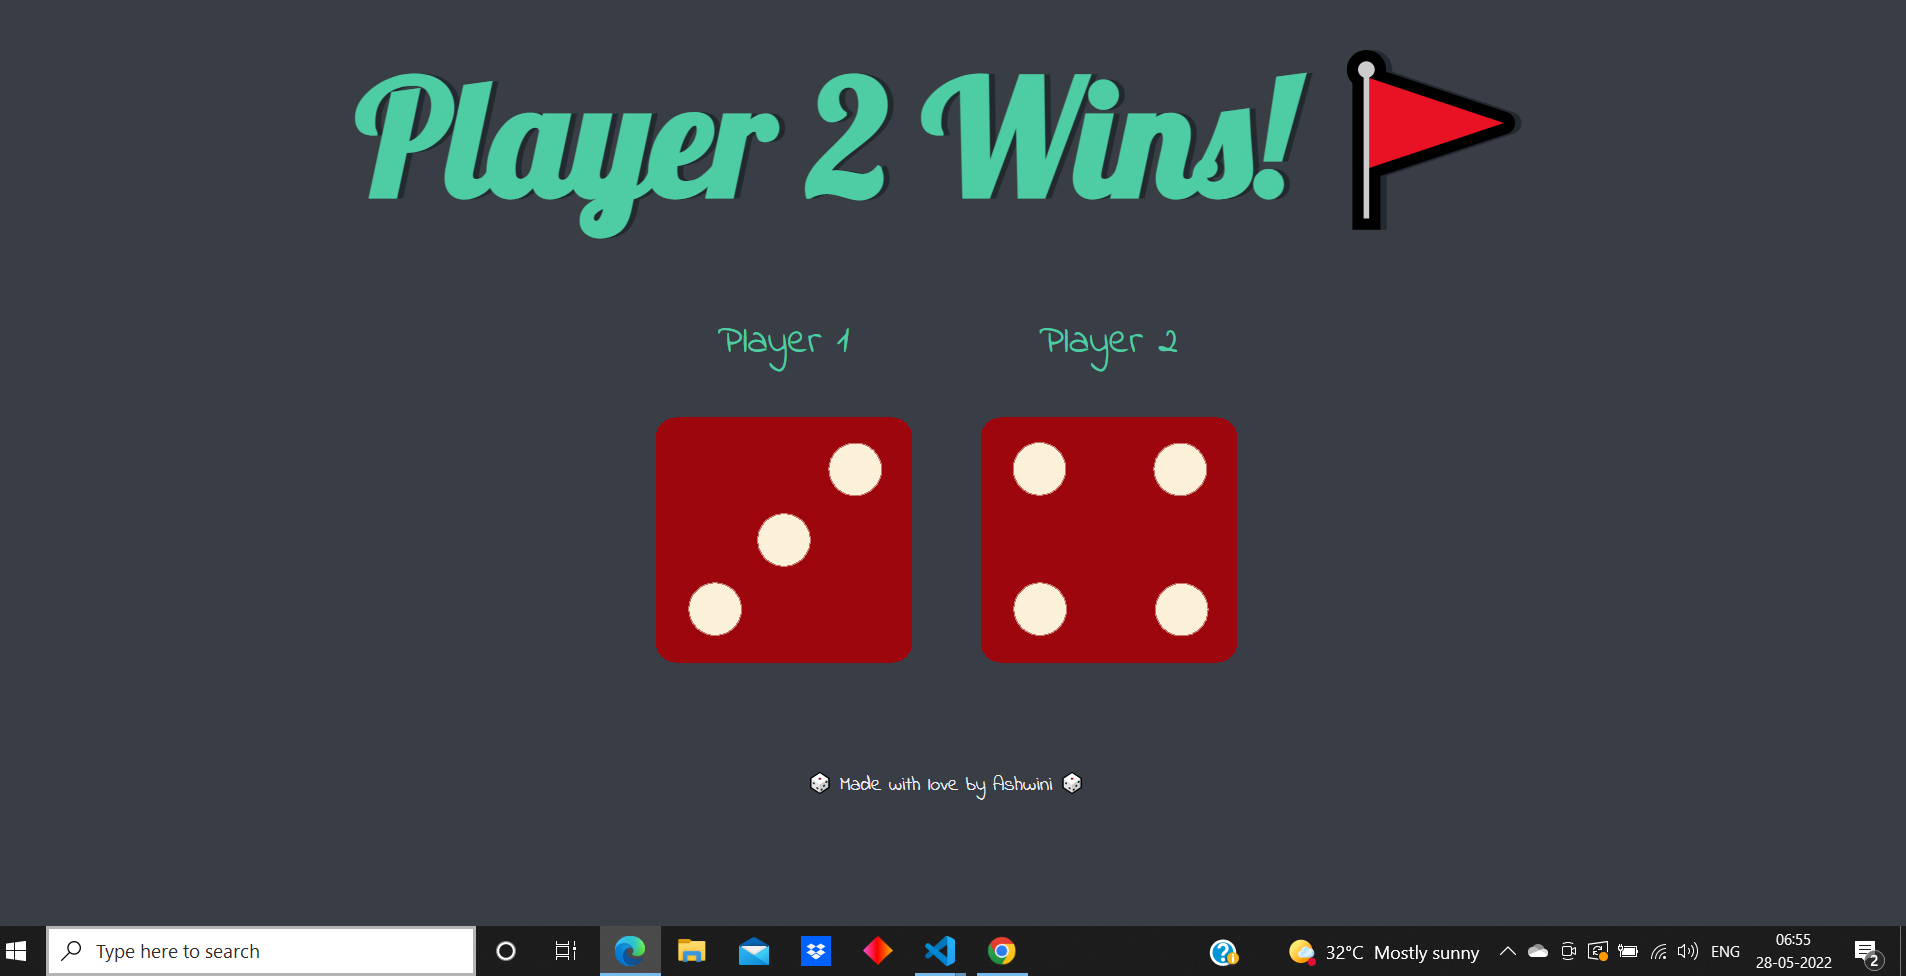 Player 2 Wins! 🚩
Player 1
Player 2
🎲 Made with love by Ashwini 🎲
Type here to search
32°C Mostly sunny
ENG
06:55
28-05-2022
2